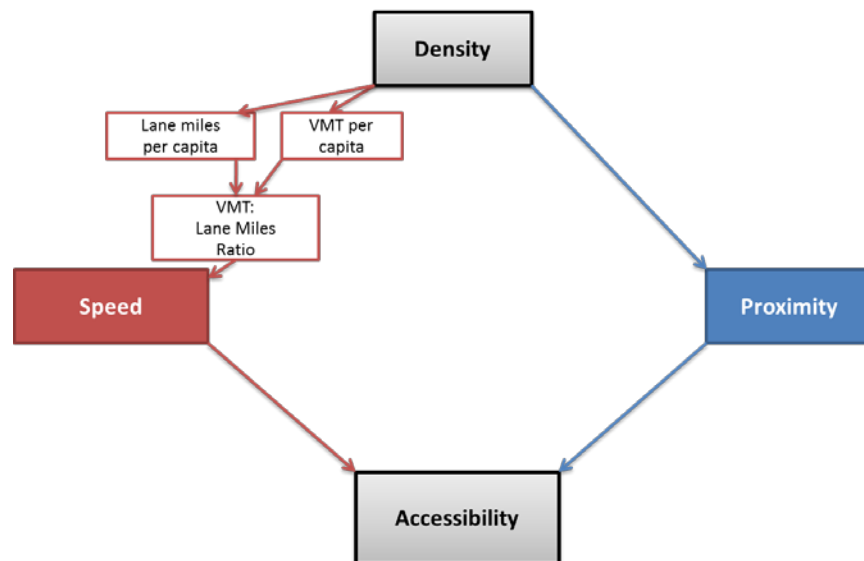 Density
Lane miles
per capita
VMT per
capita
VMT:
Lane Miles
Ratio
Speed
Proximity
Accessibility